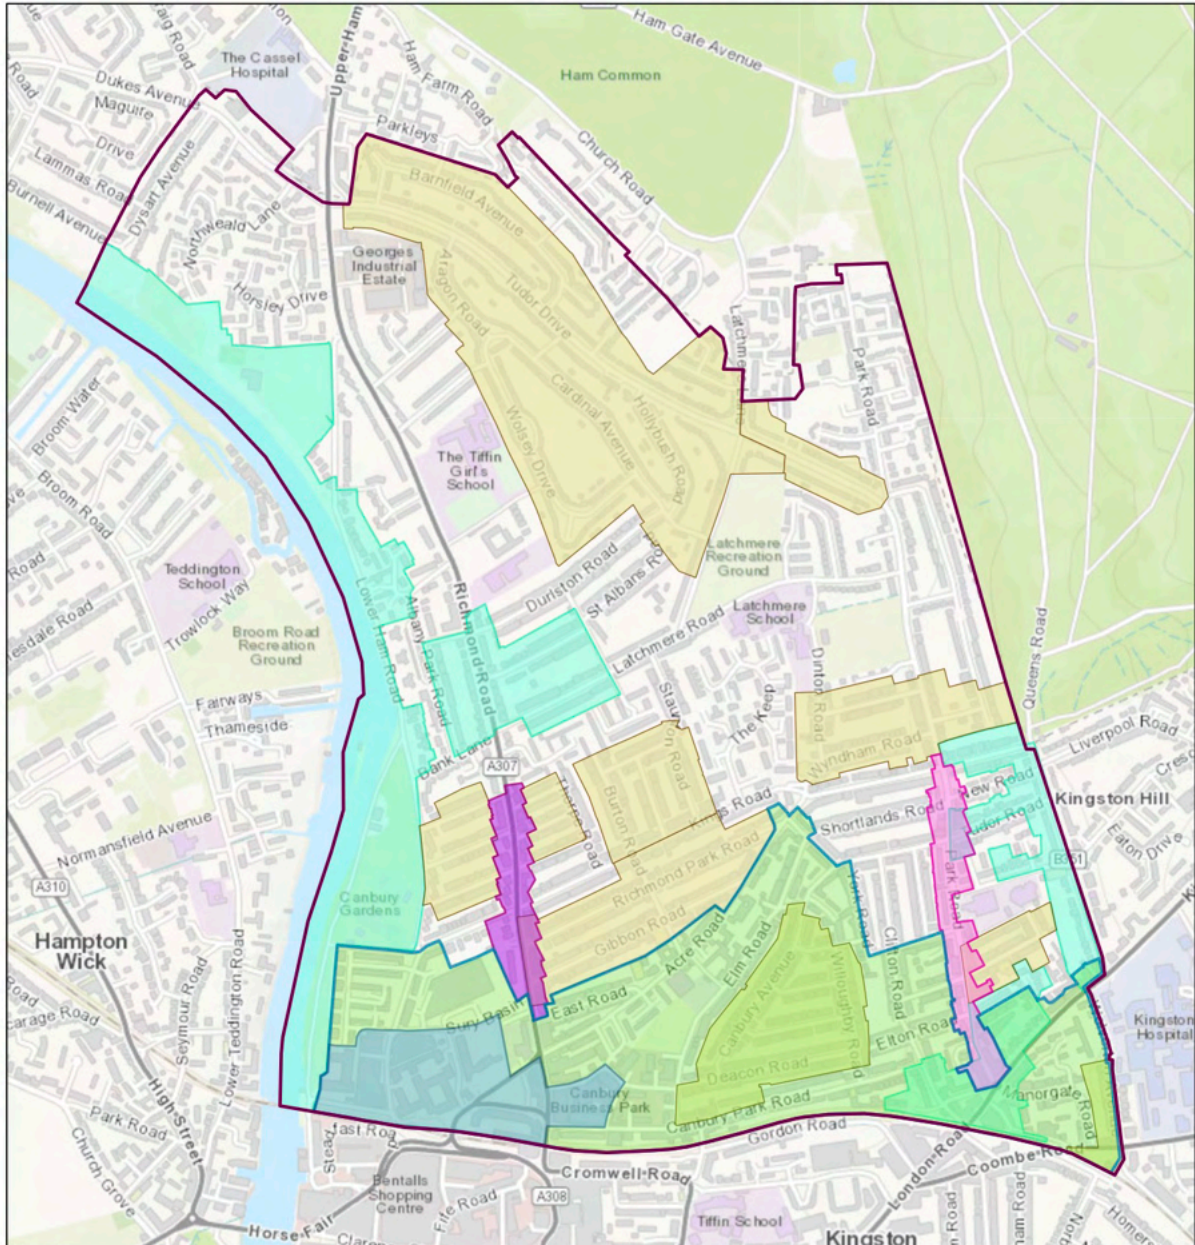 Ham Gate Avenue
The Cassel
Hospital
Upper-Ham
Ham Farm Road
Ham Common
Dukes Avenue
Maguire
Drive
Parkleys
Church Road
Lammas Road
Burnell Avenue
Dysart Avenue
Northweald Lane
Barnfield Avenue
Georges
Industrial
Estate
Horsley Drive
Aragon Road
Tudor Drive
Park Road
Broom Water
Cardinal Avenue
Hollybush Road
Wolsey Drive
The Tiffin
Girl's
School
Broom Road
Road
Teddington
School
Trowlock Way
Broom Road
Recreation
Ground
Lower Ham Road
Albany Park Road
Richmond-Road
Durlston Road
St Albans Ro
Latchmere
Recreation
Ground
Latchmere
School
Latchmere Road
Queens Road
Fairways
Thameside
Dinton Road
The Keep
Wyndham Road
Liverpool Road
Bank Lane
A307
Burton Road
Kings Road
Shortlands Road
New Road
Tudor Road
Kingston Hill
Eaton Drive
Normansfield Avenue
A310
Richmond Park Road
Park Road
B351
Canbury
Gardens
Gibbon Road
Acre Road
Elm Road
York Road
Clifton Road
Hampton
Wick
Seymour Road
Lower Teddington Road
Sury Basin
East Road
Canbury Avenue
Willoughby Road
Elton Road
Kingston
Hospital
Deacon Road
Canbury
Business Park
Canbury Park Road
Manorgate Road
High-Street
Park Road
Church Grove
Gordon Road
London-Road
Coombe-Road
Cromwell-Road
Bentalls
Shopping
Centre
Fife Road
A308
Horse-Fair
Tiffin School
Kingston